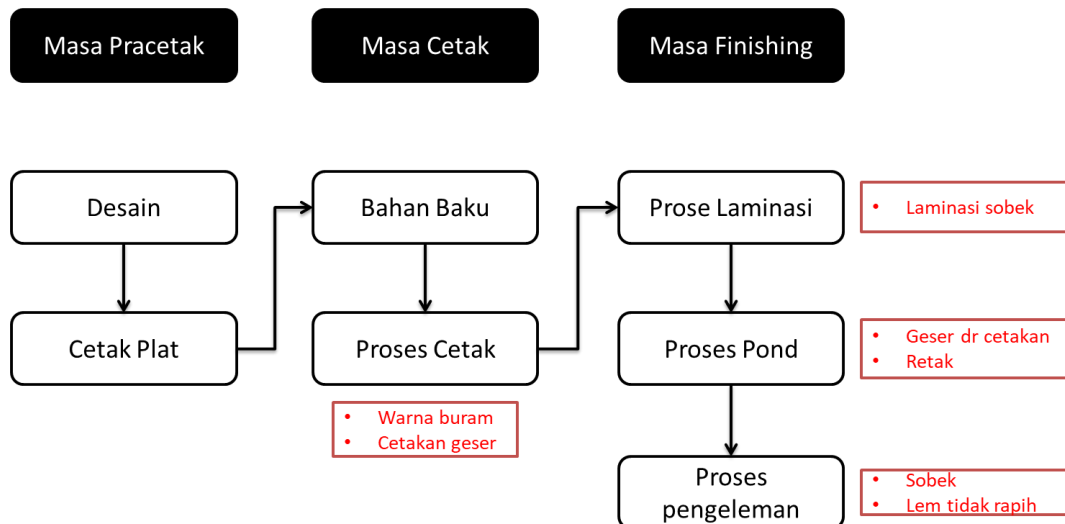 Masa Pracetak
Masa Cetak
Masa Finishing
Desain
Bahan Baku
Prose Laminasi
• Laminasi sobek
Cetak Plat
Proses Cetak
Proses Pond
• Geser dr cetakan
• Retak
• Warna buram
• Cetakan geser
Proses
pengeleman
• Sobek
• Lem tidak rapih